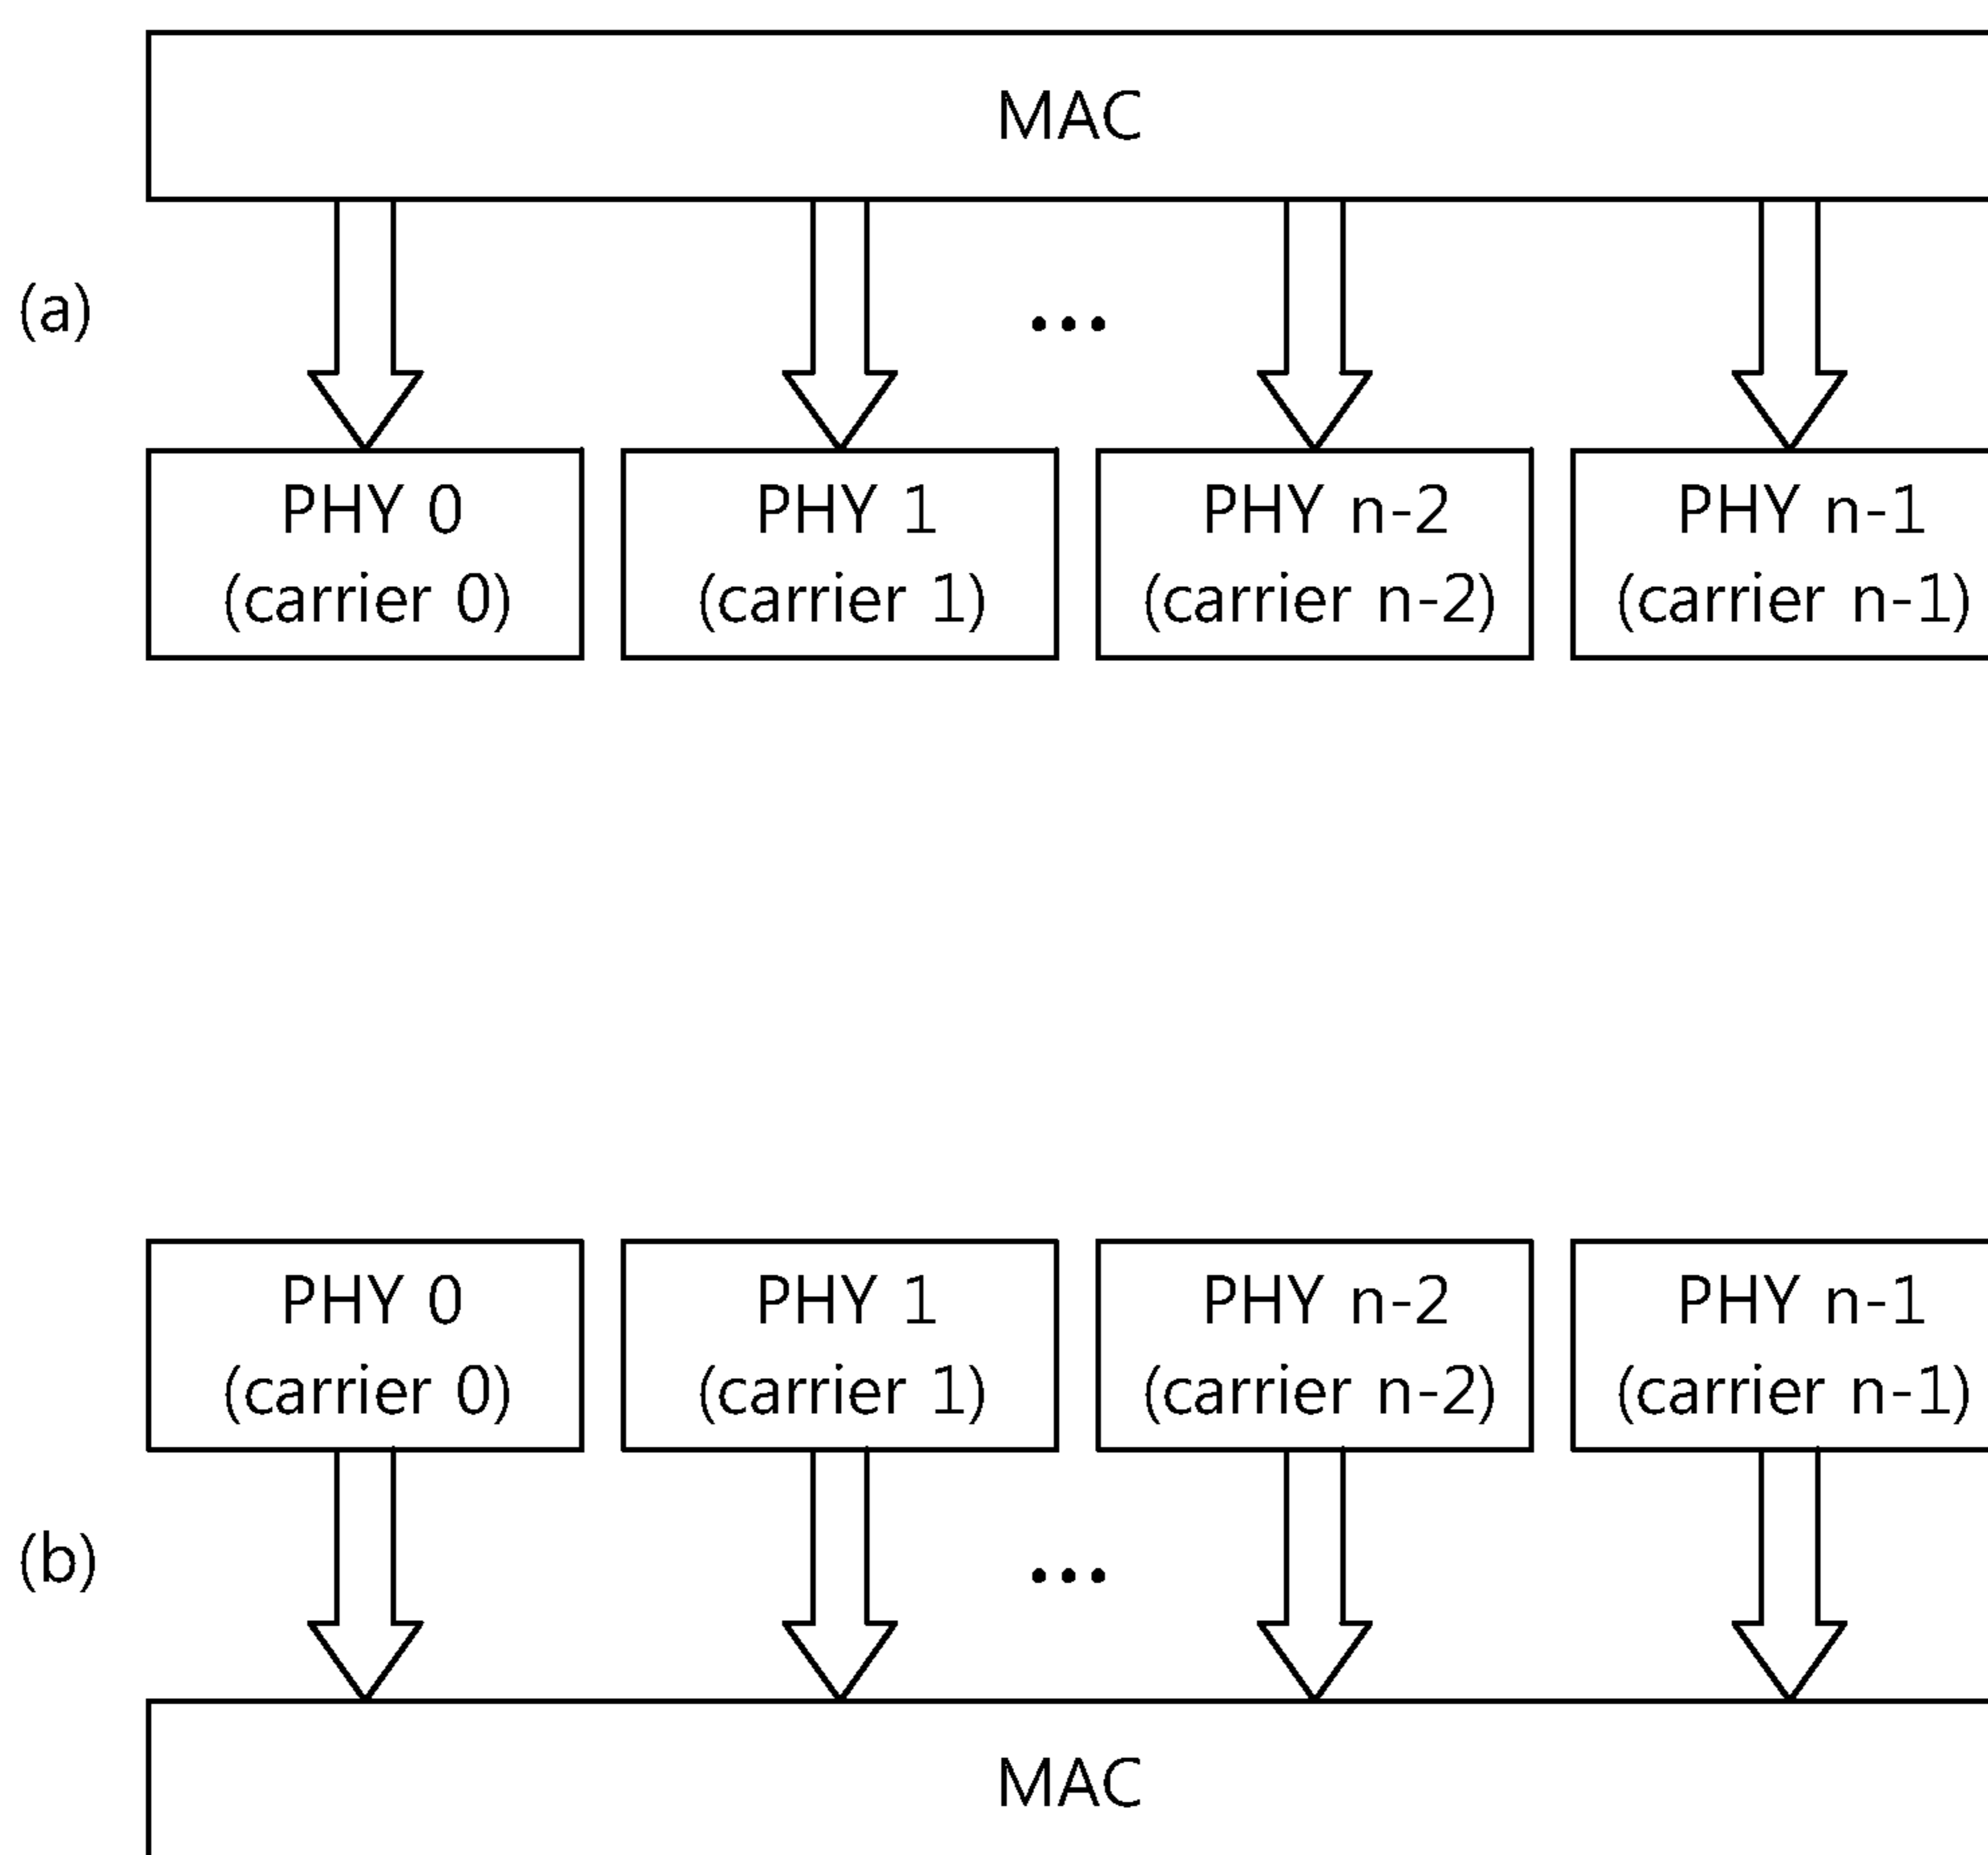 MAC
(a)
...
PHY 0
(carrier 0)
PHY 1
(carrier 1)
PHY n-2
(carrier n-2)
PHY n-1
(carrier n-1)
PHY 0
(carrier 0)
PHY 1
(carrier 1)
PHY n-2
(carrier n-2)
PHY n-1
(carrier n-1)
(b)
...
MAC